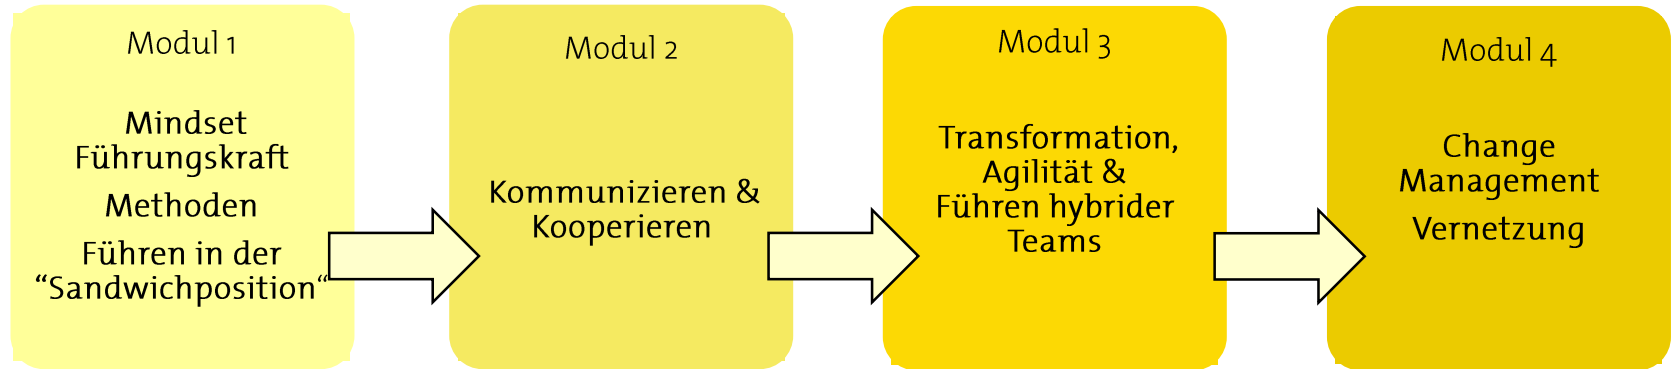 Modul 1
Mindset
Führungskraft
Methoden
Führen in der
“Sandwichposition“
Modul 2
Kommunizieren &
Kooperieren
Modul 3
Transformation,
Agilität &
Führen hybrider
Teams
Modul 4
Change
Management
Vernetzung